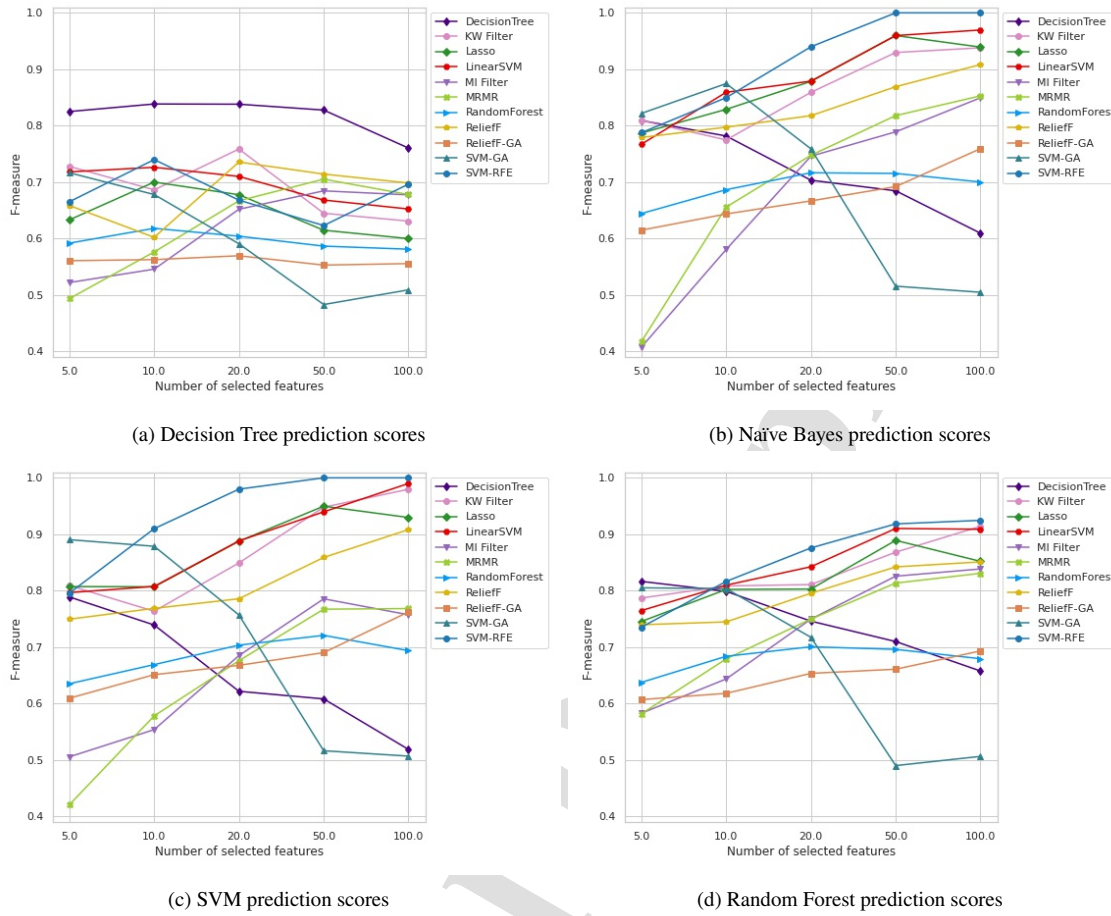 1.0
0.9
0.8
0.7
0.6
0.5
0.4
F-measure
5.0 10.0 20.0 50.0 100.0
Number of selected features
DecisionTree
KW Filter
Lasso
LinearSVM
MI Filter
MRMR
RandomForest
ReliefF
ReliefF-GA
SVM-GA
SVM-RFE
(a) Decision Tree prediction scores
1.0
0.9
0.8
0.7
0.6
0.5
0.4
F-measure
5.0 10.0 20.0 50.0 100.0
Number of selected features
DecisionTree
KW Filter
Lasso
LinearSVM
MI Filter
MRMR
RandomForest
ReliefF
ReliefF-GA
SVM-GA
SVM-RFE
(b) Naïve Bayes prediction scores
1.0
0.9
0.8
0.7
0.6
0.5
0.4
F-measure
5.0 10.0 20.0 50.0 100.0
Number of selected features
DecisionTree
KW Filter
Lasso
LinearSVM
MI Filter
MRMR
RandomForest
ReliefF
ReliefF-GA
SVM-GA
SVM-RFE
(c) SVM prediction scores
1.0
0.9
0.8
0.7
0.6
0.5
0.4
F-measure
5.0 10.0 20.0 50.0 100.0
Number of selected features
DecisionTree
KW Filter
Lasso
LinearSVM
MI Filter
MRMR
RandomForest
ReliefF
ReliefF-GA
SVM-GA
SVM-RFE
(d) Random Forest prediction scores